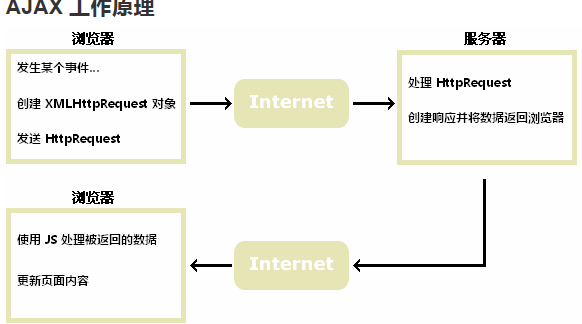 AJAX 工作原理
浏览器
发生某个事件...
创建 XMLHttpRequest 对象
发送 HttpRequest
Internet
服务器
处理 HttpRequest
创建响应并将数据返回浏览器
浏览器
使用 JS 处理被返回的数据
更新页面内容
Internet